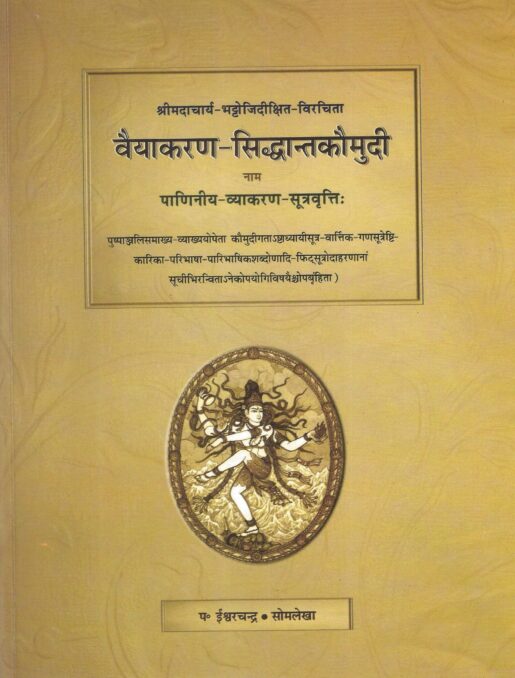 श्रीमदाचार्य-भट्टोजिदीक्षित-विरचिता
वैयाकरण-सिद्धान्तकौमुदी
नाम
पाणिनीय-व्याकरण-सूत्रवृत्तिः
पुष्पाञ्जलिसमाख्य-व्याख्ययोपेता कौमुदीगताऽष्टाध्यायीसूत्र-वार्त्तिक-गणसूत्रेष्टि-
कारिका-परिभाषा-पारिभाषिकशब्दोणादि-फिट्सूत्रोदाहरणानां
सूचीभिरन्विताऽनेकोपयोगिविषयैश्चोपबृंहिता )
प० ईश्वरचन्द्र • सोमलेखा